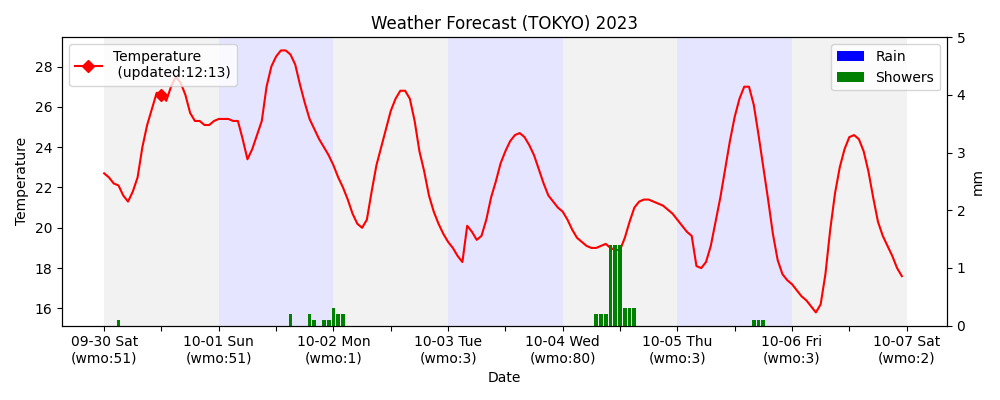 Weather Forecast (TOKYO) 2023
Temperature
(updated:12:13)
Rain
Showers
Temperature
28
26
24
22
20
18
16
5
4
3
2
1
0
mm
09-30 Sat 10-01 Sun 10-02 Mon 10-03 Tue 10-04 Wed 10-05 Thu 10-06 Fri 10-07 Sat
(wmo:51) (wmo:51) (wmo:1) (wmo:3) (wmo:80) (wmo:3) (wmo:3) (wmo:2)
Date